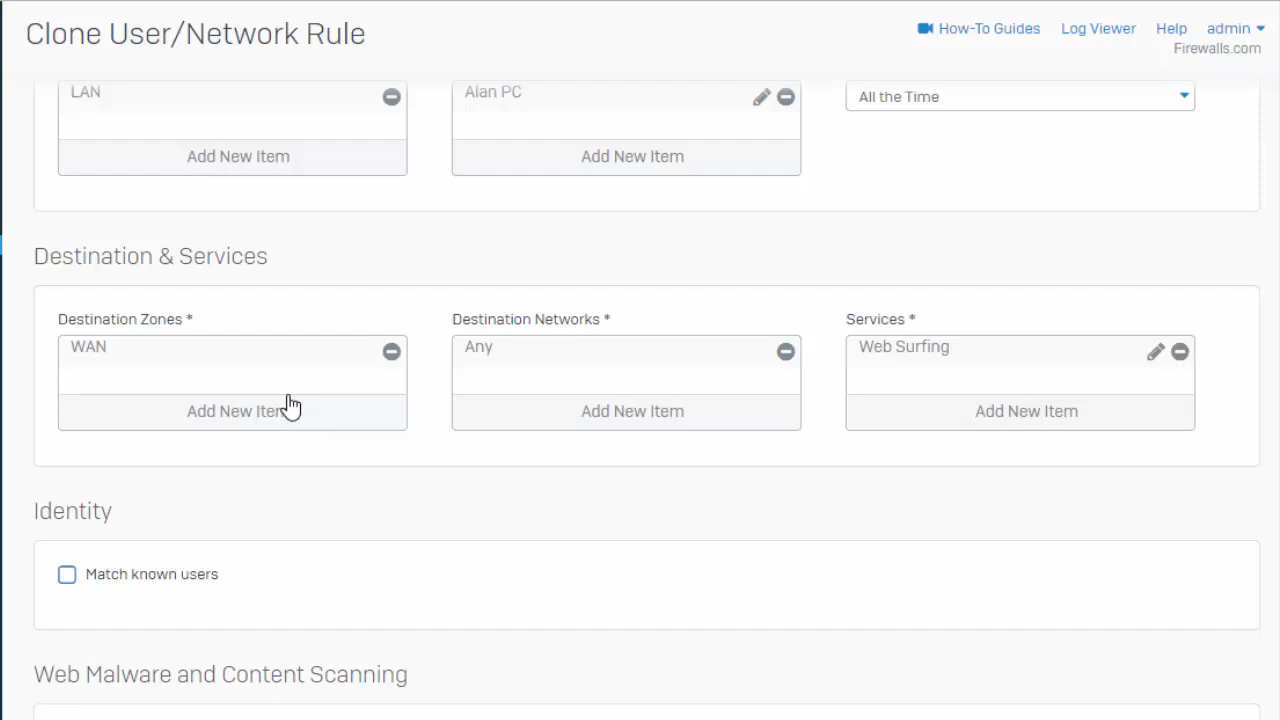 Clone User/Network Rule
How-To Guides Log Viewer Help admin
Firewalls.com
LAN
Add New Item
Alan PC
Add New Item
All the Time
Destination & Services
Destination Zones *
WAN
Add New Item
Destination Networks *
Any
Add New Item
Services *
Web Surfing
Add New Item
Identity
Match known users
Web Malware and Content Scanning